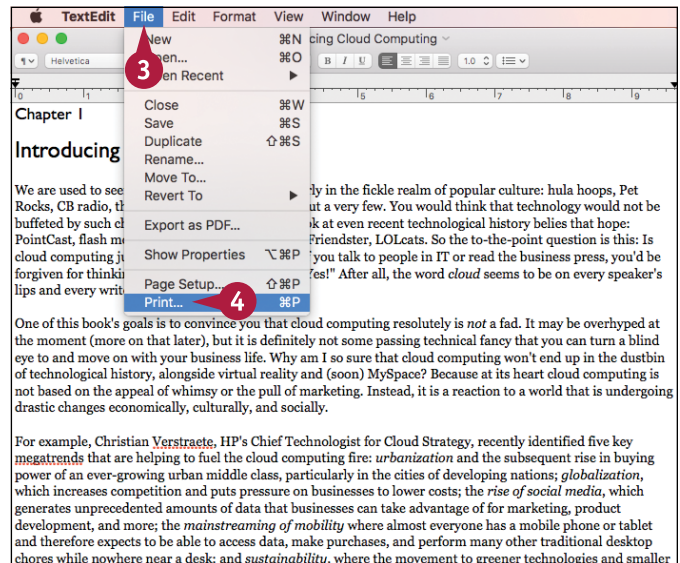 TextEdit File Edit Format View Window Help
New ⌘N cing Cloud Computing
¶ Helvetica pen... ⌘O B I U 1.0
3 en Recent
0 1 5 6 7 8 9
Chapter 1 Close ⌘W
Save ⌘S
Duplicate ⇧⌘S
Introducing Rename...
Move To...
We are used to see Revert To ly in the fickle realm of popular culture: hula hoops, Pet
Rocks, CB radio, th ut a very few. You would think that technology would not be
buffeted by such ch Export as PDF... k at even recent technological history belies that hope:
PointCast, flash me Friendster, LOLcats. So the to-the-point question is this: Is
cloud computing ju Show Properties ⌥⌘P f you talk to people in IT or read the business press, you'd be
forgiven for thinkin Page Setup... ⇧⌘P Yes!" After all, the word cloud seems to be on every speaker's
lips and every write Print... 4 ⌘P
One of this book's goals is to convince you that cloud computing resolutely is not a fad. It may be overhyped at
the moment (more on that later), but it is definitely not some passing technical fancy that you can turn a blind
eye to and move on with your business life. Why am I so sure that cloud computing won't end up in the dustbin
of technological history, alongside virtual reality and (soon) MySpace? Because at its heart cloud computing is
not based on the appeal of whimsy or the pull of marketing. Instead, it is a reaction to a world that is undergoing
drastic changes economically, culturally, and socially.
For example, Christian Verstraete, HP's Chief Technologist for Cloud Strategy, recently identified five key
megatrends that are helping to fuel the cloud computing fire: urbanization and the subsequent rise in buying
power of an ever-growing urban middle class, particularly in the cities of developing nations; globalization,
which increases competition and puts pressure on businesses to lower costs; the rise of social media, which
generates unprecedented amounts of data that businesses can take advantage of for marketing, product
development, and more; the mainstreaming of mobility where almost everyone has a mobile phone or tablet
and therefore expects to be able to access data, make purchases, and perform many other traditional desktop
chores while nowhere near a desk; and sustainability, where the movement to greener technologies and smaller